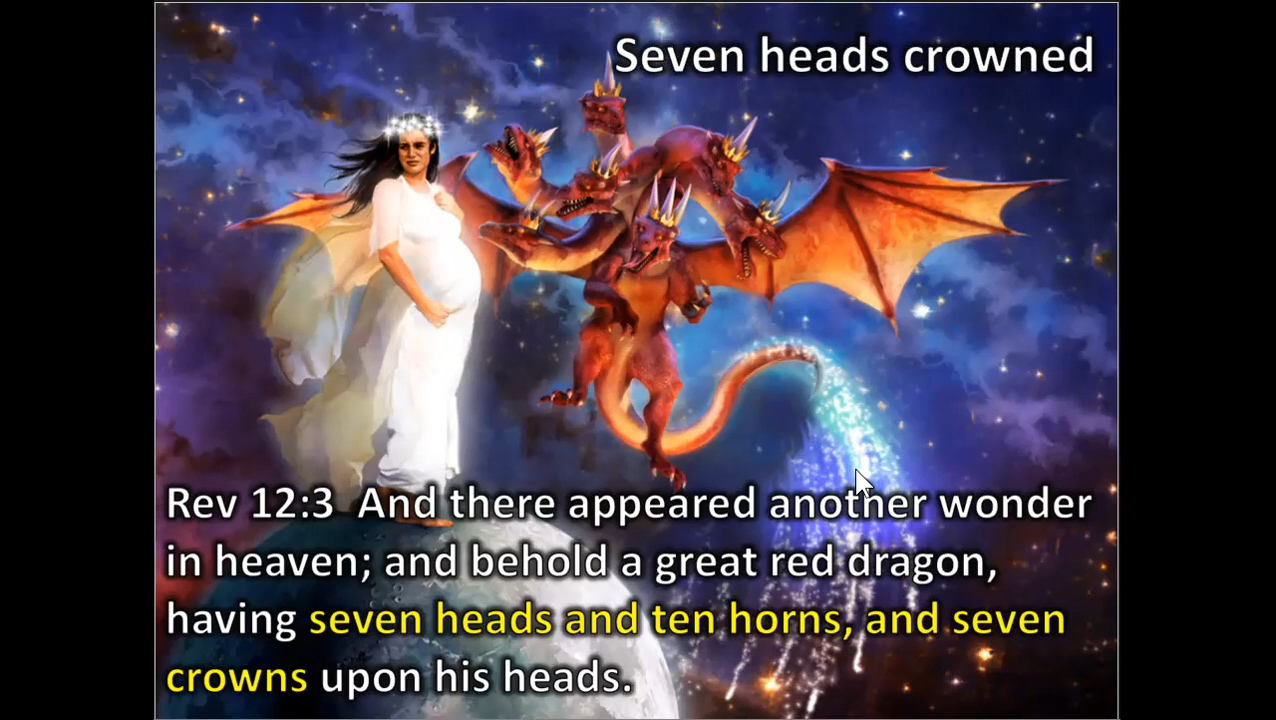 Seven heads crowned
Rev 12:3  And there appeared another wonder
in heaven; and behold a great red dragon,
having seven heads and ten horns, and seven
crowns upon his heads.